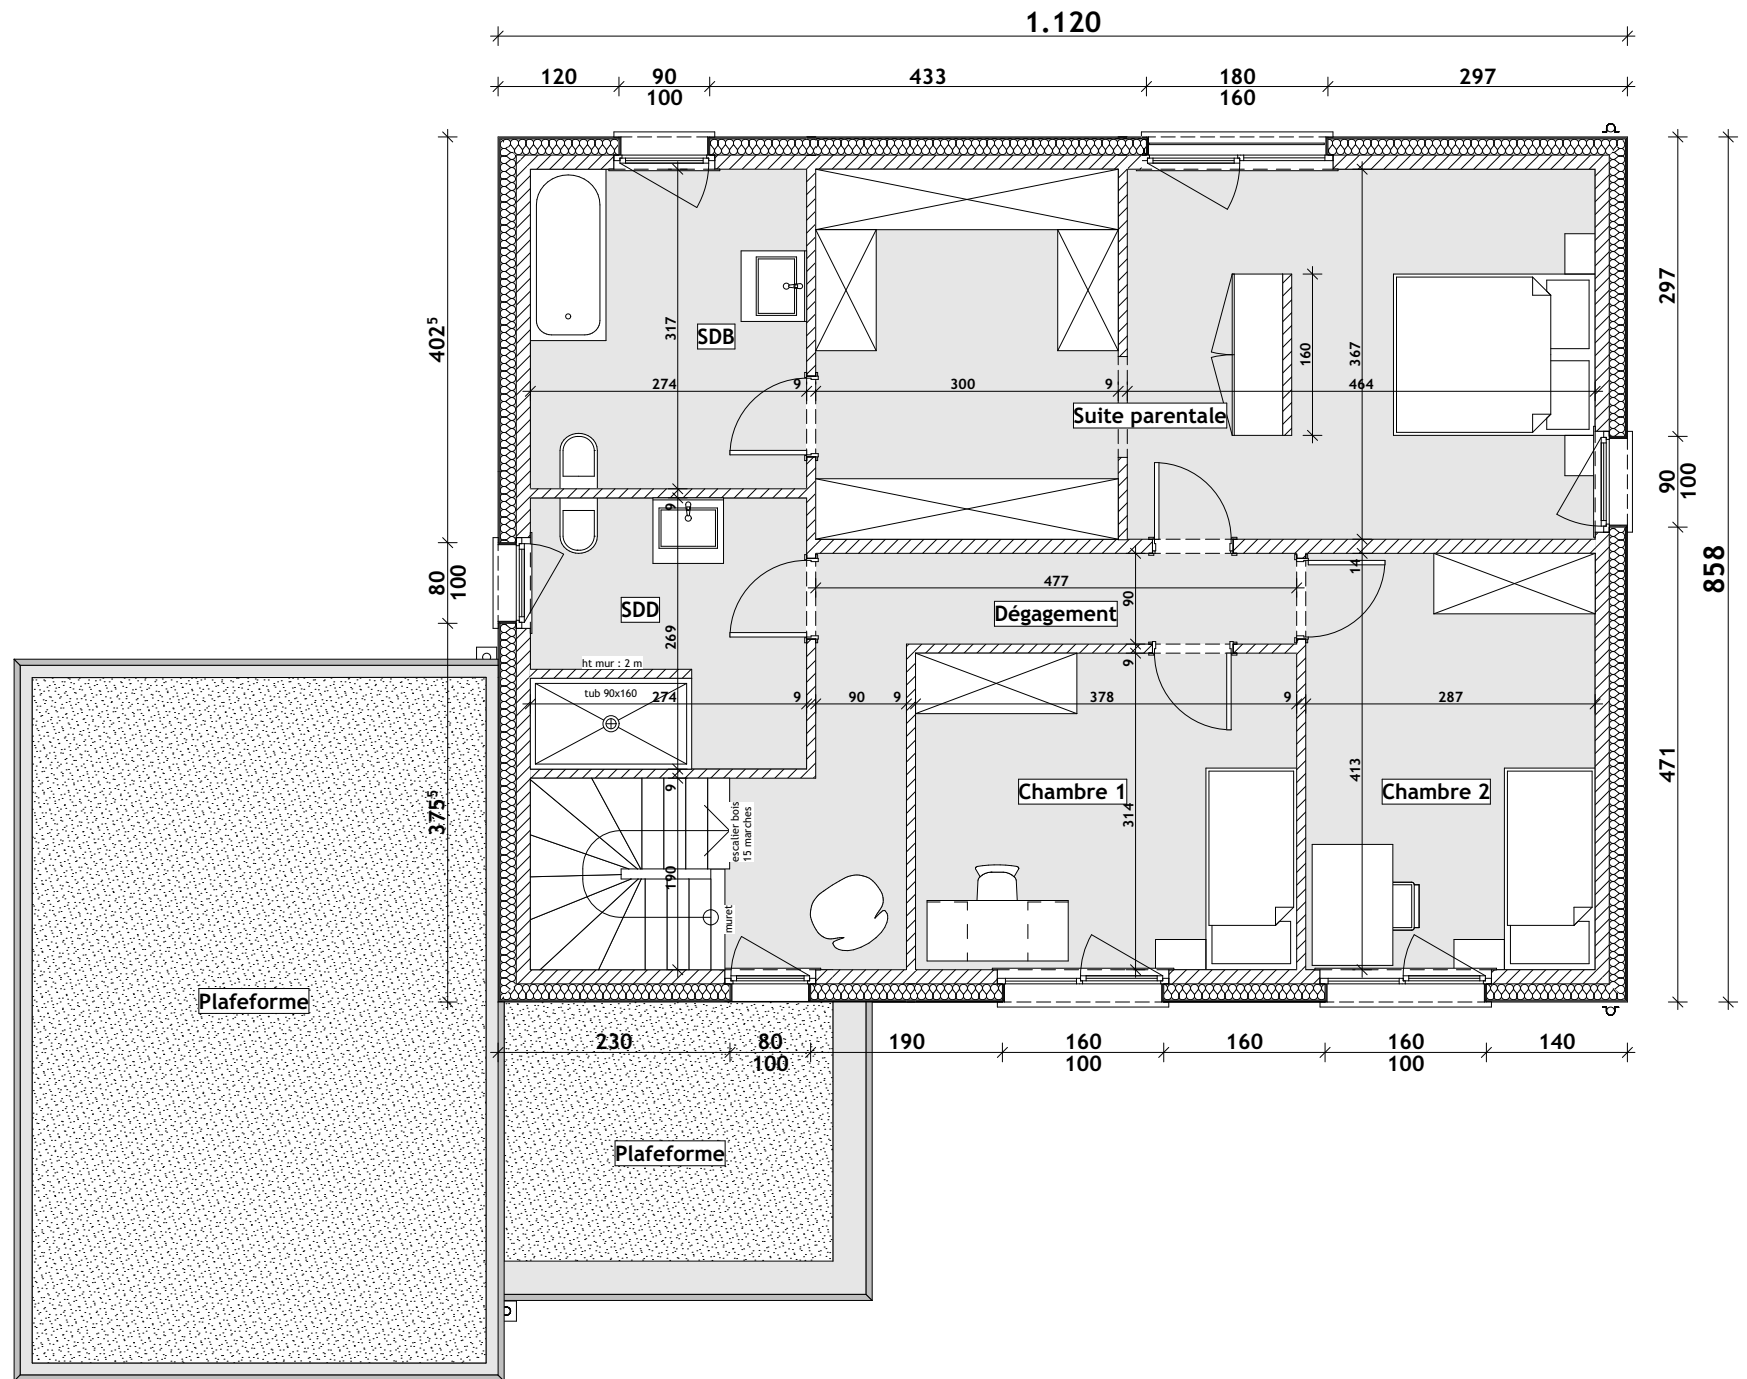 1.120
120 90 433 180 297
100 160
402⁵
80
100
375⁵
297
90
100
471
858
317
SDB
274 9 300 9 464
160
367
Suite parentale
9
SDD
269
477
90
14
Dégagement
9
ht mur : 2 m
tub 90x160
274 9 90 9 378 9 287
9
escalier bois
15 marches
190
muret
Chambre 1
314
413
Chambre 2
Plafeforme
230 80 190 160 160 160 140
100 100 100
Plafeforme